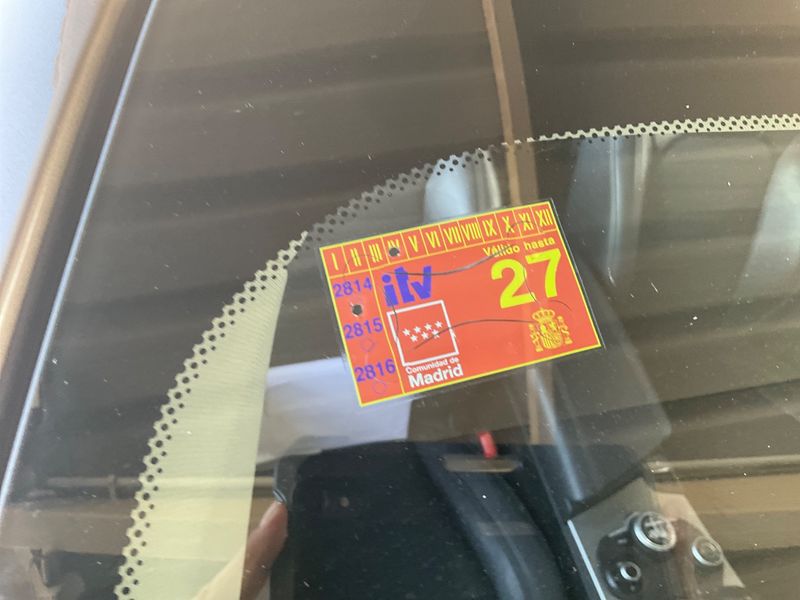 I II III IV V VI VII VIII IX X XI XII
Válido hasta
2814 itv 27
2815
2816
Comunidad de
Madrid